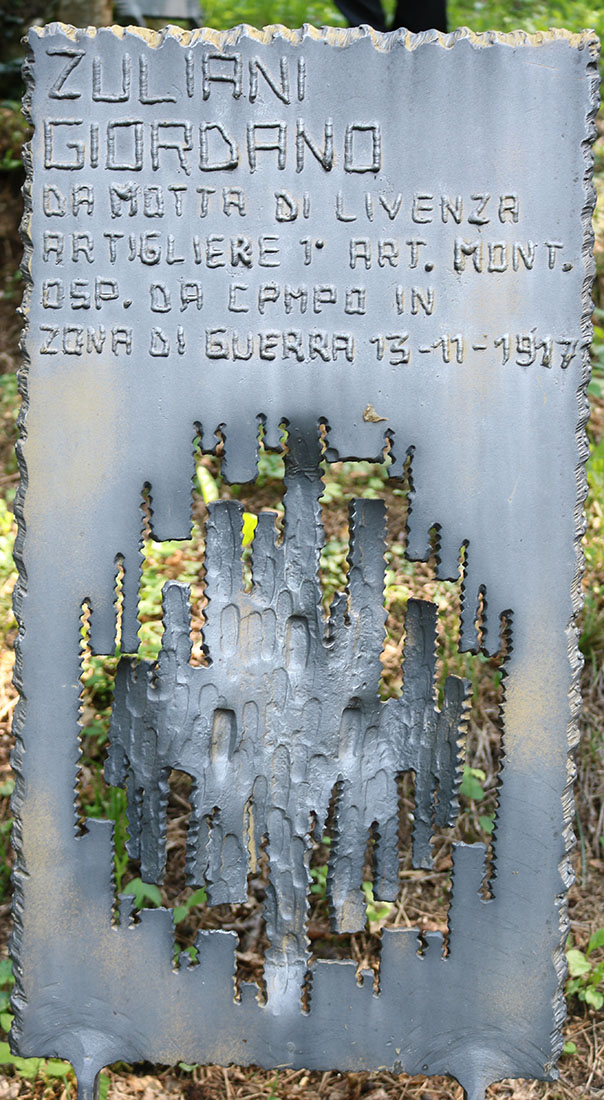 ZULIANI
GIORDANO
DA MOTTA DI LIVENZA
ARTIGLIERE 1° ART. MONT.
OSP. DA CAMPO IN
ZONA DI GUERRA 13-11-1917